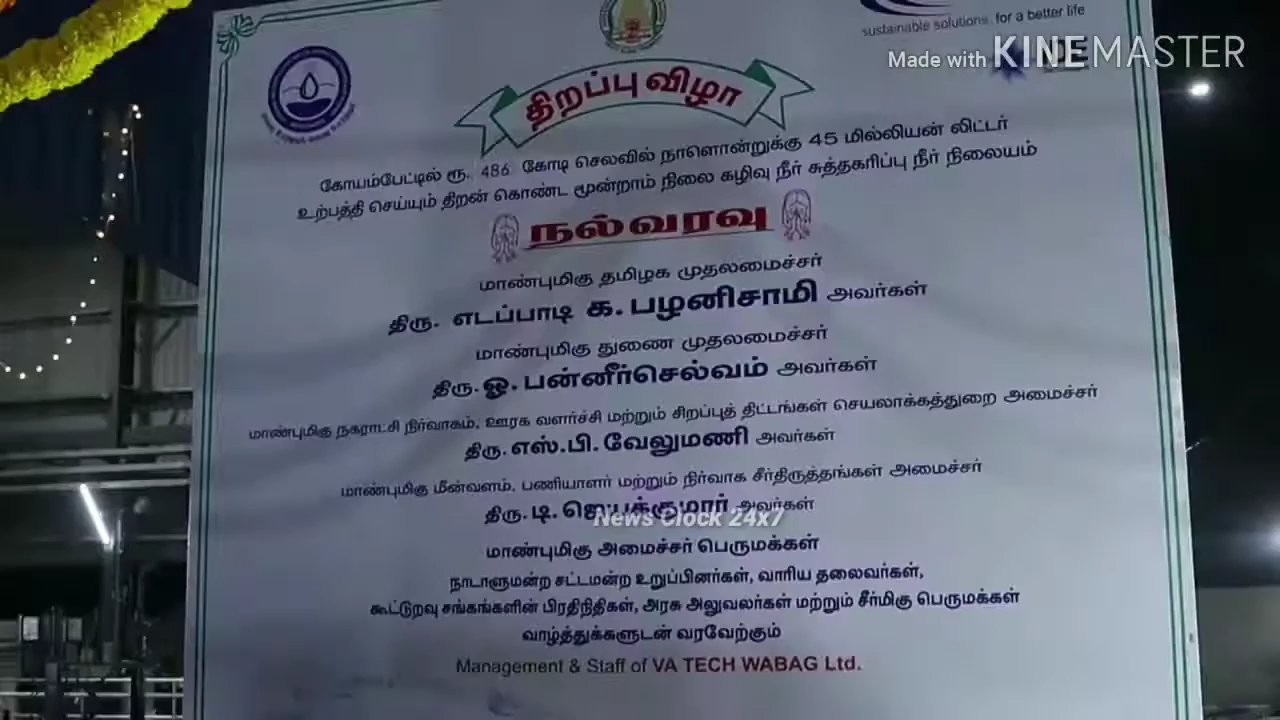 sustainable solutions. for a better life
Made with KINEMASTER
திறப்பு விழா
கோயம்பேட்டில் ரூ. 486 கோடி செலவில் நாளொன்றுக்கு 45 மில்லியன் லிட்டர்
உற்பத்தி செய்யும் திறன் கொண்ட மூன்றாம் நிலை கழிவு நீர் சுத்தகரிப்பு நீர் நிலையம்
நல்வரவு
மாண்புமிகு தமிழக முதலமைச்சர்
திரு. எடப்பாடி க. பழனிசாமி அவர்கள்
மாண்புமிகு துணை முதலமைச்சர்
திரு. ஓ. பன்னீர்செல்வம் அவர்கள்
மாண்புமிகு நகராட்சி நிர்வாகம், ஊரக வளர்ச்சி மற்றும் சிறப்புத் திட்டங்கள் செயலாக்கத்துறை அமைச்சர்
திரு. எஸ்.பி. வேலுமணி அவர்கள்
மாண்புமிகு மீன்வளம், பணியாளர் மற்றும் நிர்வாக சீர்திருத்தங்கள் அமைச்சர்
திரு. டி. ஜெயக்குமார் அவர்கள்
News Clock 24x7
மாண்புமிகு அமைச்சர் பெருமக்கள்
நாடாளுமன்ற சட்டமன்ற உறுப்பினர்கள், வாரிய தலைவர்கள்,
கூட்டுறவு சங்கங்களின் பிரதிநிதிகள், அரசு அலுவலர்கள் மற்றும் சீர்மிகு பெருமக்கள்
வாழ்த்துக்களுடன் வரவேற்கும்
Management & Staff of VA TECH WABAG Ltd.